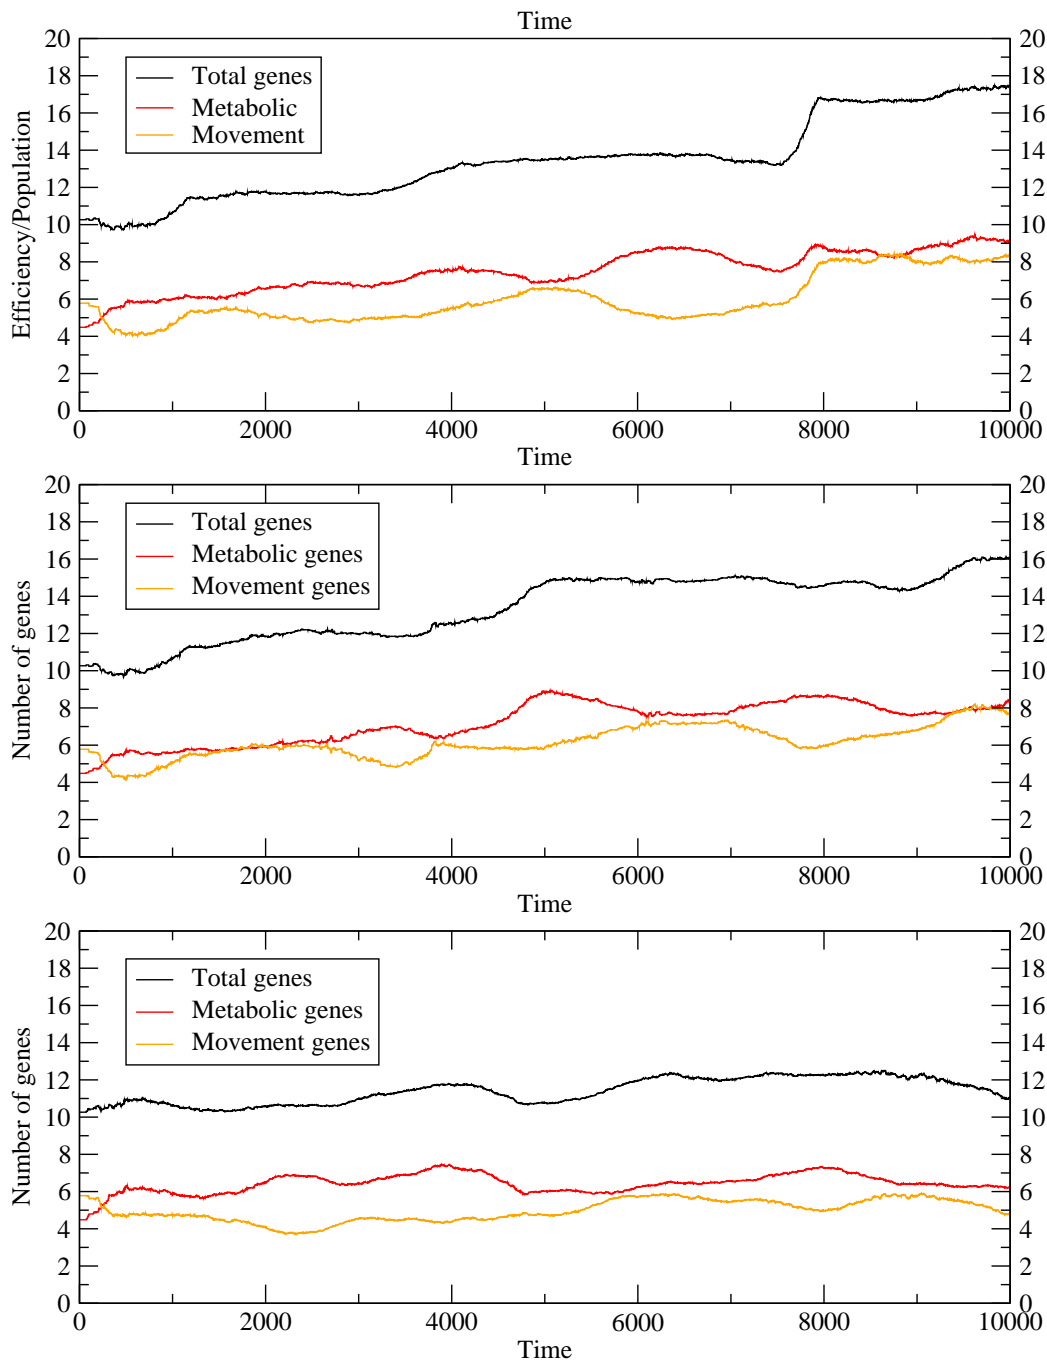 Time
20 20
Total genes
18 18
Metabolic
16 16
Movement
14 14
12 12
Efficiency/Population
10 10
8 8
6 6
4 4
2 2
0 0
0 2000 4000 6000 8000 10000
Time
20 20
Total genes
18 18
Metabolic genes
16 16
Movement genes
14 14
12 12
Number of genes
10 10
8 8
6 6
4 4
2 2
0 0
0 2000 4000 6000 8000 10000
Time
20 20
Total genes
18 18
Metabolic genes
16 16
Movement genes
14 14
12 12
Number of genes
10 10
8 8
6 6
4 4
2 2
0 0
0 2000 4000 6000 8000 10000
Time